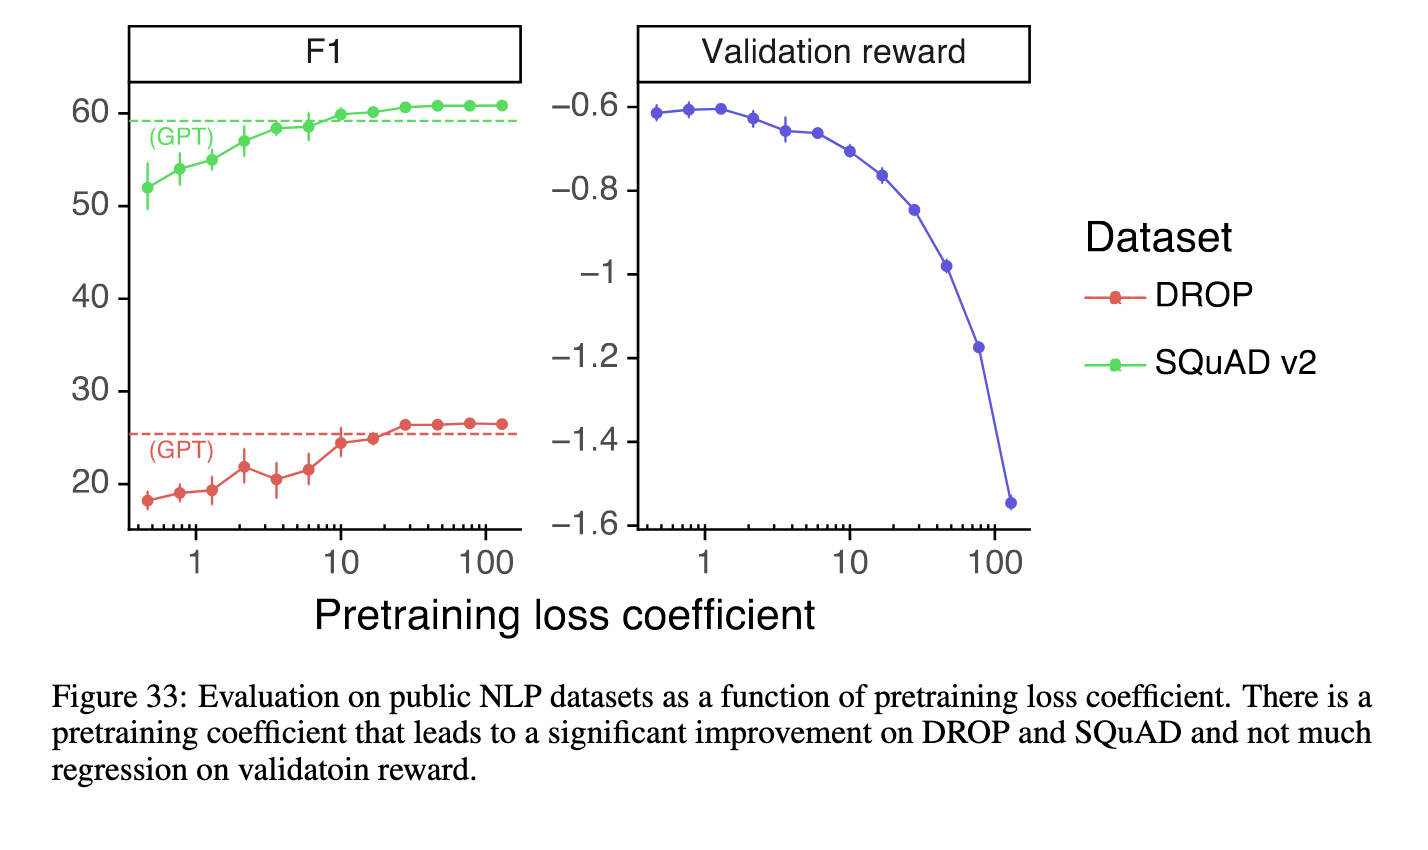 F1
Validation reward
60
50
40
30
20
(GPT)
(GPT)
1
10
100
−0.6
−0.8
−1
−1.2
−1.4
−1.6
1
10
100
Pretraining loss coefficient
Dataset
DROP
SQuAD v2
Figure 33: Evaluation on public NLP datasets as a function of pretraining loss coefficient. There is a
pretraining coefficient that leads to a significant improvement on DROP and SQuAD and not much
regression on validatoin reward.